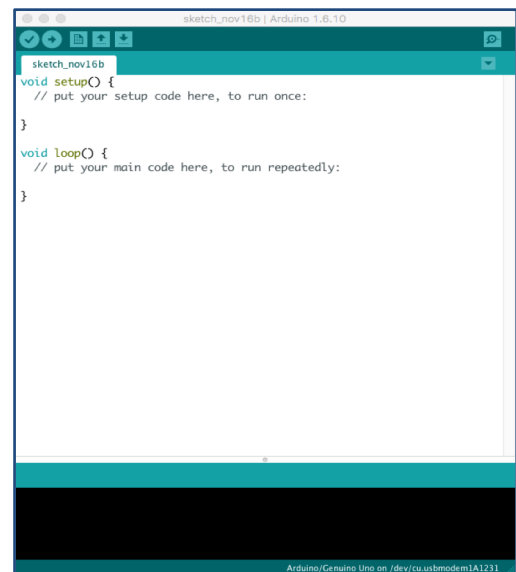 sketch_nov16b | Arduino 1.6.10
sketch_nov16b
void setup() {
  // put your setup code here, to run once:
}
void loop() {
  // put your main code here, to run repeatedly:
}
Arduino/Genuino Uno on /dev/cu.usbmodem1A1231